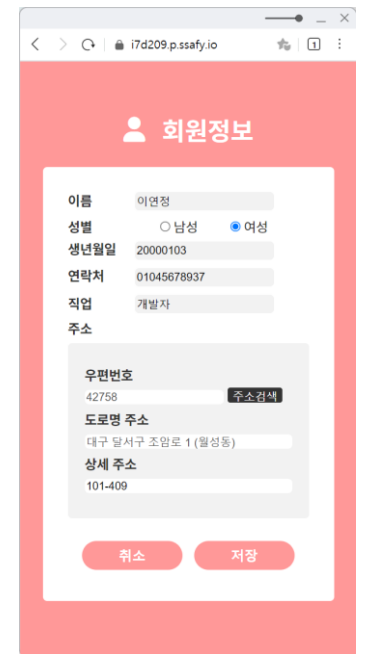 i7d209.p.ssafy.io
1
회원정보
이름 이연정
성별 남성 여성
생년월일 20000103
연락처 01045678937
직업 개발자
주소
우편번호
42758 주소검색
도로명 주소
대구 달서구 조암로 1 (월성동)
상세 주소
101-409
취소 저장